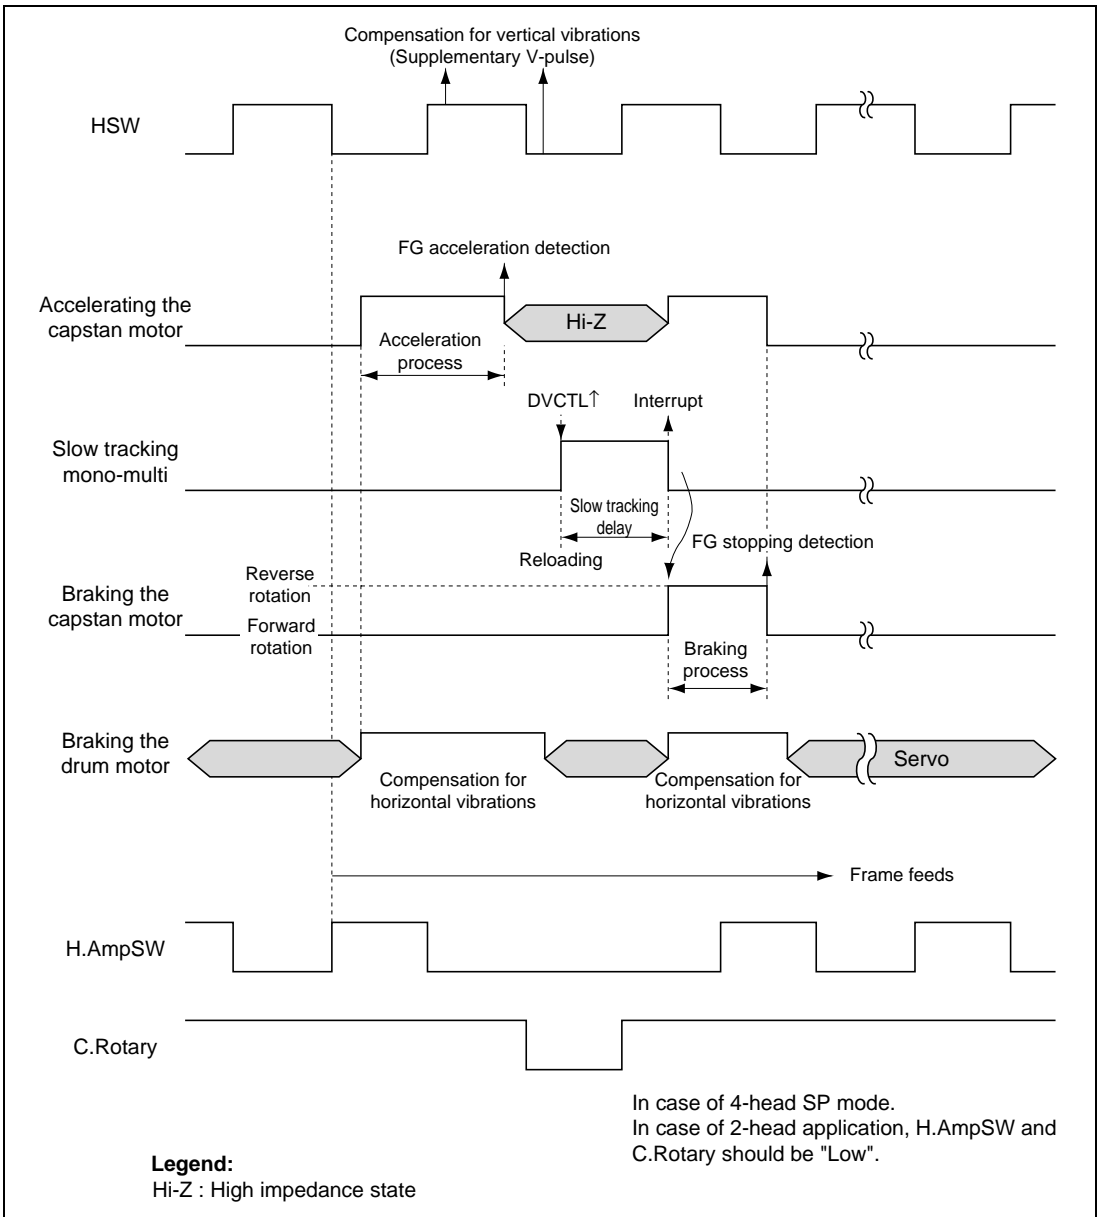 Compensation for vertical vibrations
(Supplementary V-pulse)
HSW
FG acceleration detection
Accelerating the
capstan motor
Hi-Z
Acceleration
process
DVCTL↑
Interrupt
Slow tracking
mono-multi
Slow tracking
delay
FG stopping detection
Reloading
Reverse
rotation
Braking the
capstan motor
Forward
rotation
Braking
process
Braking the
drum motor
Servo
Compensation for
horizontal vibrations
Compensation for
horizontal vibrations
Frame feeds
H.AmpSW
C.Rotary
In case of 4-head SP mode.
In case of 2-head application, H.AmpSW and
C.Rotary should be "Low".
Legend:
Hi-Z : High impedance state